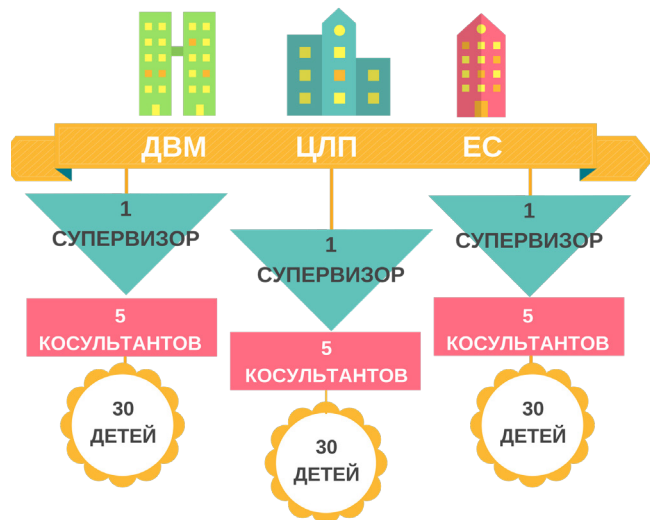 ДВМ ЦЛП ЕС
1
СУПЕРВИЗОР
5
КОСУЛЬТАНТОВ
30
ДЕТЕЙ
1
СУПЕРВИЗОР
5
КОСУЛЬТАНТОВ
30
ДЕТЕЙ
1
СУПЕРВИЗОР
5
КОСУЛЬТАНТОВ
30
ДЕТЕЙ